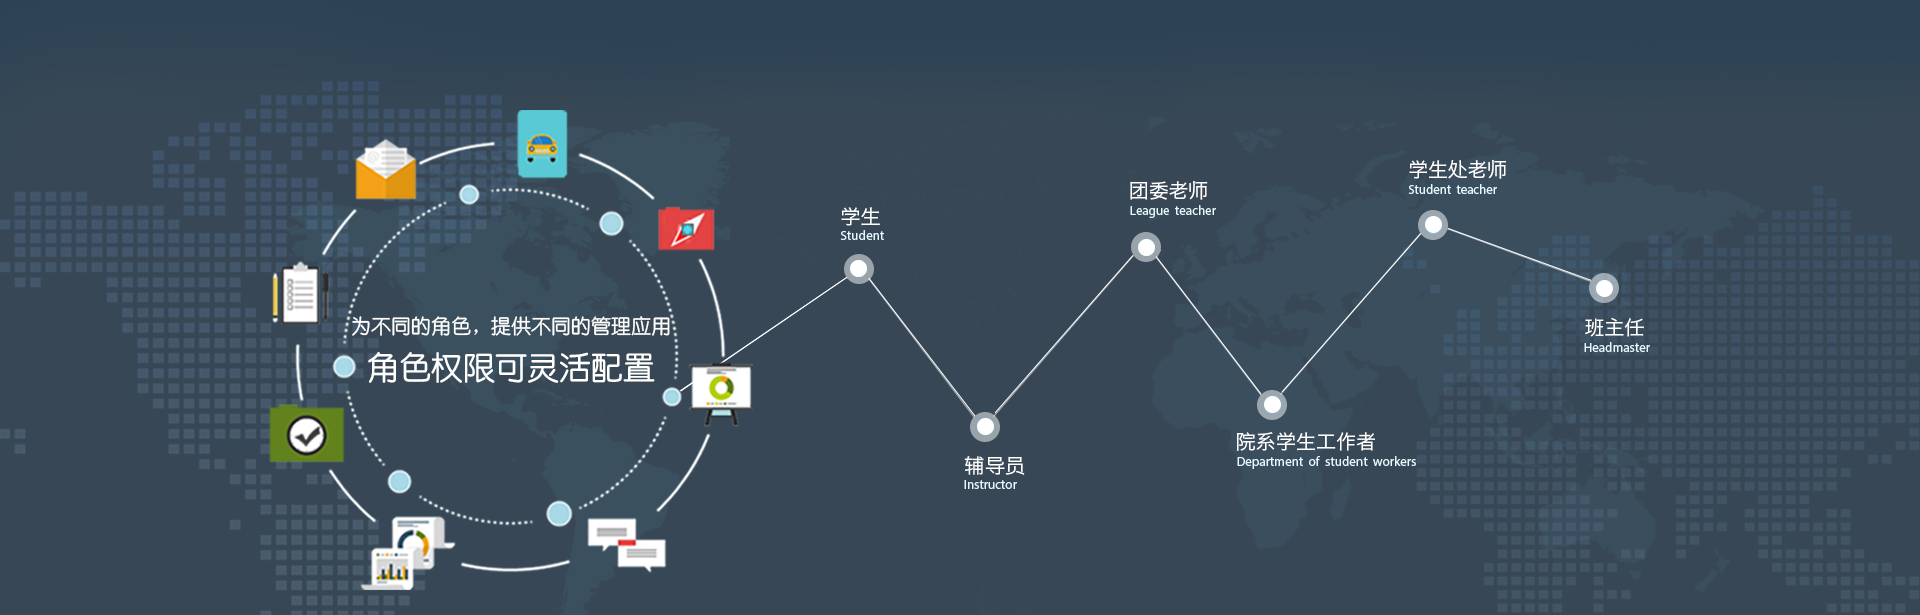 为不同的角色，提供不同的管理应用
角色权限可灵活配置
学生
Student
辅导员
Instructor
团委老师
League teacher
院系学生工作者
Department of student workers
学生处老师
Student teacher
班主任
Headmaster